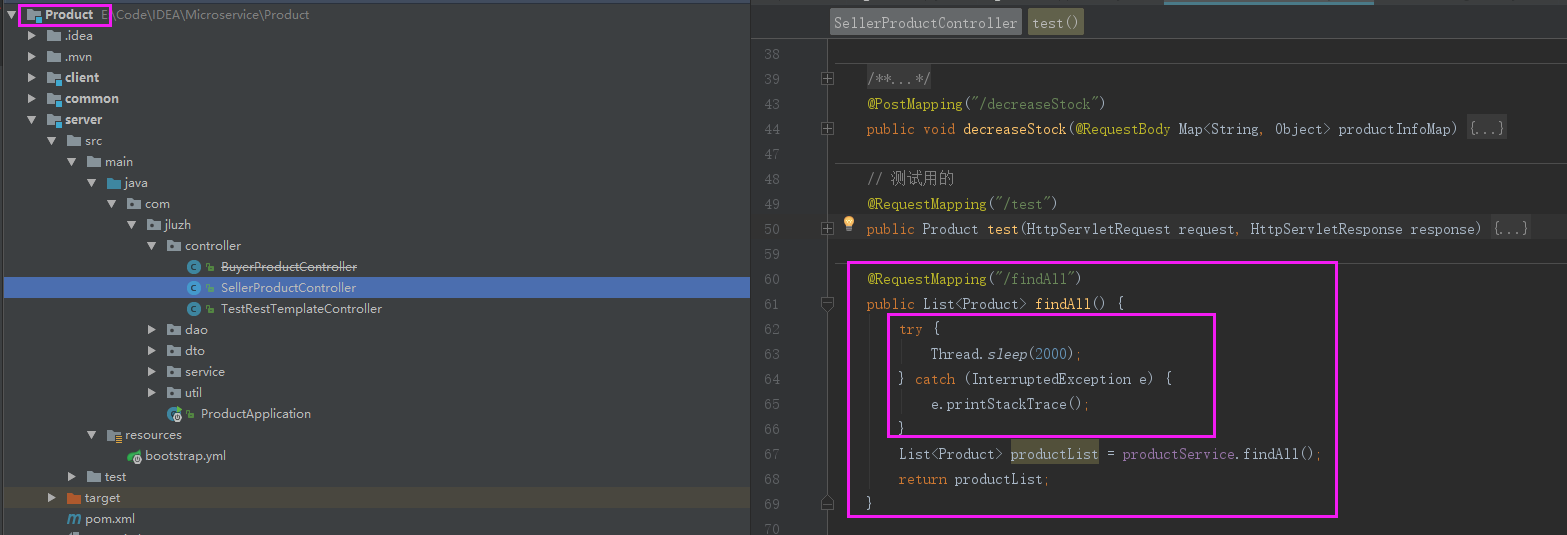 Product E:\Code\IDEA\Microservice\Product
.idea
.mvn
client
common
server
src
main
java
com
jluzh
controller
BuyerProductController
SellerProductController
TestRestTemplateController
dao
dto
service
util
ProductApplication
resources
bootstrap.yml
test
target
pom.xml
SellerProductController test()
38
39 /**...*/
43 @PostMapping("/decreaseStock")
44 public void decreaseStock(@RequestBody Map<String, Object> productInfoMap) {...}
47
48 // 测试用的
49 @RequestMapping("/test")
50 public Product test(HttpServletRequest request, HttpServletResponse response) {...}
59
60 @RequestMapping("/findAll")
61 public List<Product> findAll() {
62 try {
63 Thread.sleep(2000);
64 } catch (InterruptedException e) {
65 e.printStackTrace();
66 }
67 List<Product> productList = productService.findAll();
68 return productList;
69 }
70